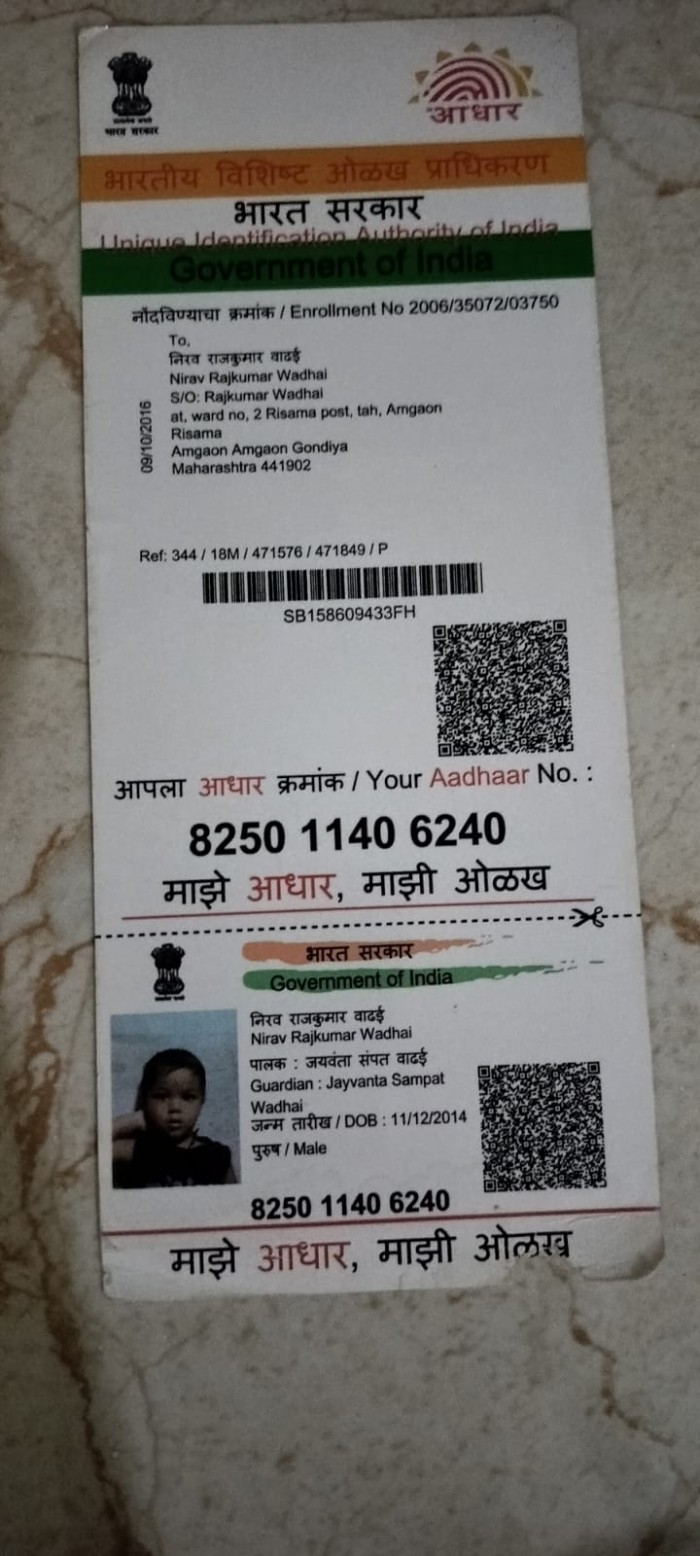 भारत सरकार
आधार
भारतीय विशिष्ट ओळख प्राधिकरण
भारत सरकार
Unique Identification Authority of India
Government of India
नोंदविण्याचा क्रमांक / Enrollment No 2006/35072/03750
To,
निरव राजकुमार वाढई
Nirav Rajkumar Wadhai
S/O: Rajkumar Wadhai
at, ward no, 2 Risama post, tah, Amgaon
Risama
Amgaon Amgaon Gondiya
Maharashtra 441902
09/10/2016
Ref: 344 / 18M / 471576 / 471849 / P
SB158609433FH
आपला आधार क्रमांक / Your Aadhaar No. :
8250 1140 6240
माझे आधार, माझी ओळख
भारत सरकार
Government of India
निरव राजकुमार वाढई
Nirav Rajkumar Wadhai
पालक : जयवंता संपत वाढई
Guardian : Jayvanta Sampat
Wadhai
जन्म तारीख / DOB : 11/12/2014
पुरुष / Male
8250 1140 6240
माझे आधार, माझी ओळख